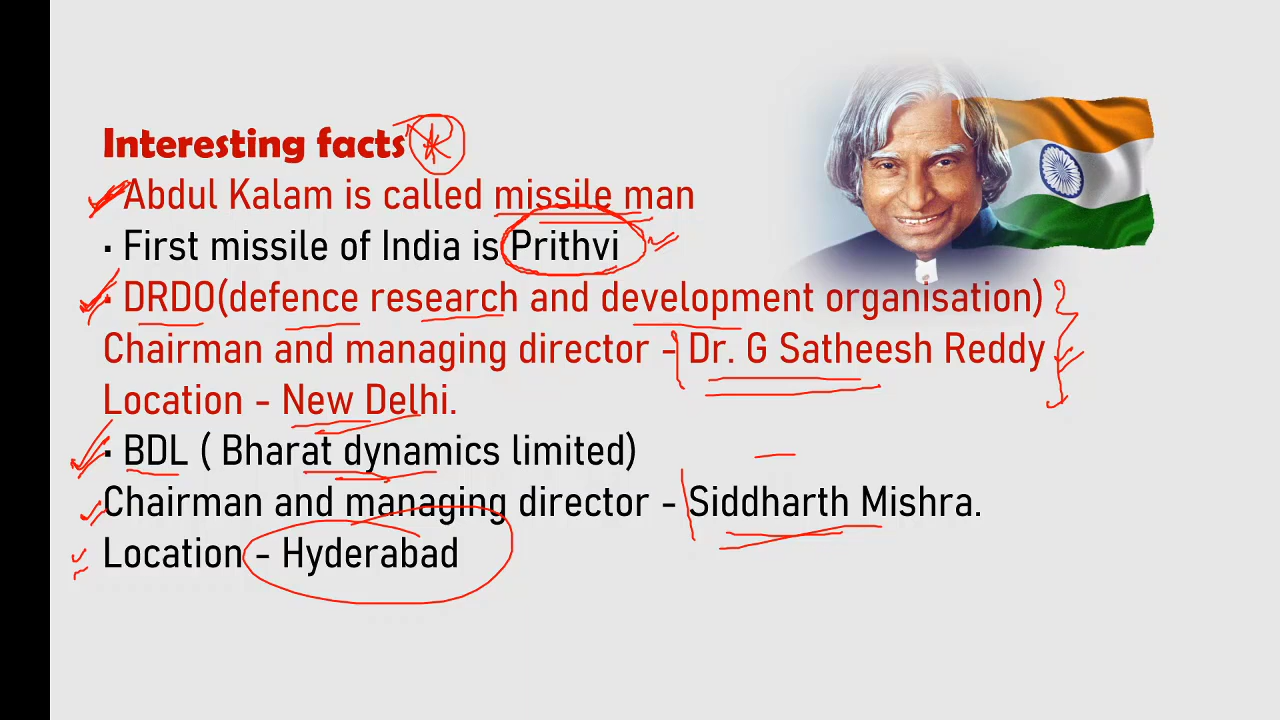 Interesting facts
Abdul Kalam is called missile man
· First missile of India is Prithvi
· DRDO(defence research and development organisation)
Chairman and managing director - Dr. G Satheesh Reddy
Location - New Delhi.
· BDL ( Bharat dynamics limited)
Chairman and managing director - Siddharth Mishra.
Location - Hyderabad